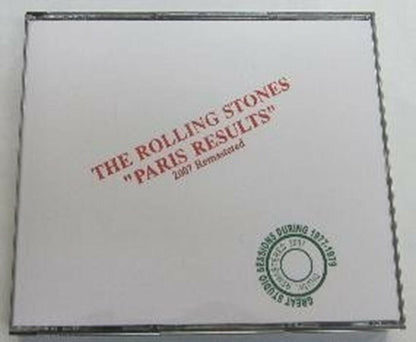 THE ROLLING STONES
"PARIS RESULTS"
2007 Remastered
GREAT STUDIO SESSIONS DURING 1977-1979